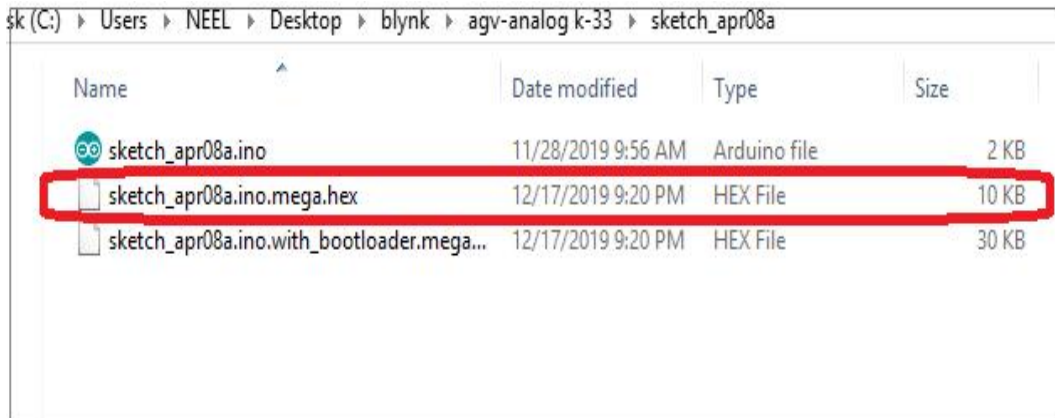 sk (C:) Users NEEL Desktop blynk agv-analog k-33 sketch_apr08a
Name Date modified Type Size
sketch_apr08a.ino 11/28/2019 9:56 AM Arduino file 2 KB
sketch_apr08a.ino.mega.hex 12/17/2019 9:20 PM HEX File 10 KB
sketch_apr08a.ino.with_bootloader.mega... 12/17/2019 9:20 PM HEX File 30 KB